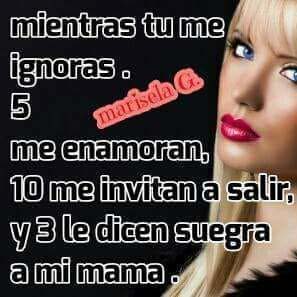 mientras tu me
ignoras .
marisela G.
5
me enamoran,
10 me invitan a salir,
y 3 le dicen suegra
a mi mama .